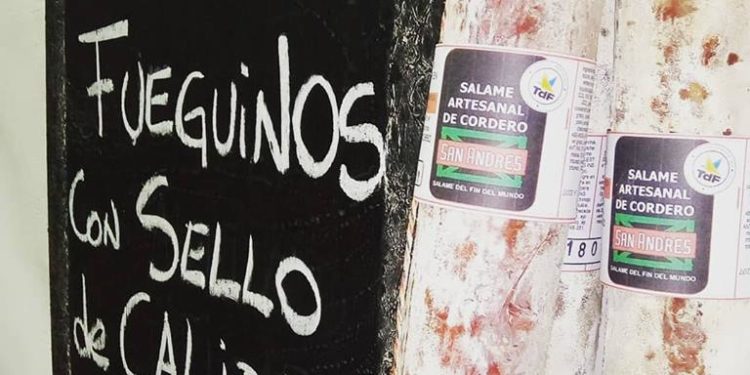 FUEGUiNOS
CON SELLO
de CALID
SALAME
ARTESANAL
DE CORDERO
SAN ANDRES
SALAME DEL FIN DEL MUNDO
TdF
180
SALAME
ARTESANAL
DE CORDERO
SAN ANDRES
SALAME DEL FIN DEL MUNDO
TdF